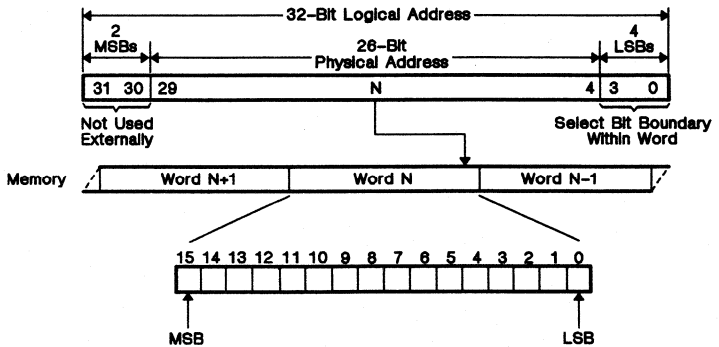 32-Bit Logical Address
2 MSBs
26-Bit Physical Address
4 LSBs
31 30 29 N 4 3 0
Not Used Externally
Select Bit Boundary Within Word
Memory Word N+1 Word N Word N-1
15 14 13 12 11 10 9 8 7 6 5 4 3 2 1 0
MSB LSB